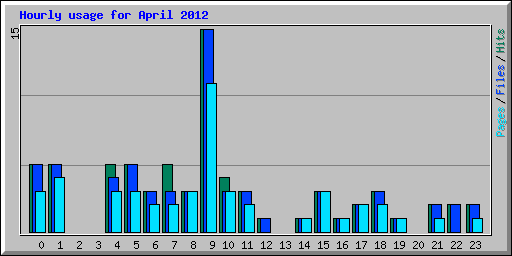 Hourly usage for April 2012
15
Pages / Files / Hits
0 1 2 3 4 5 6 7 8 9 10 11 12 13 14 15 16 17 18 19 20 21 22 23